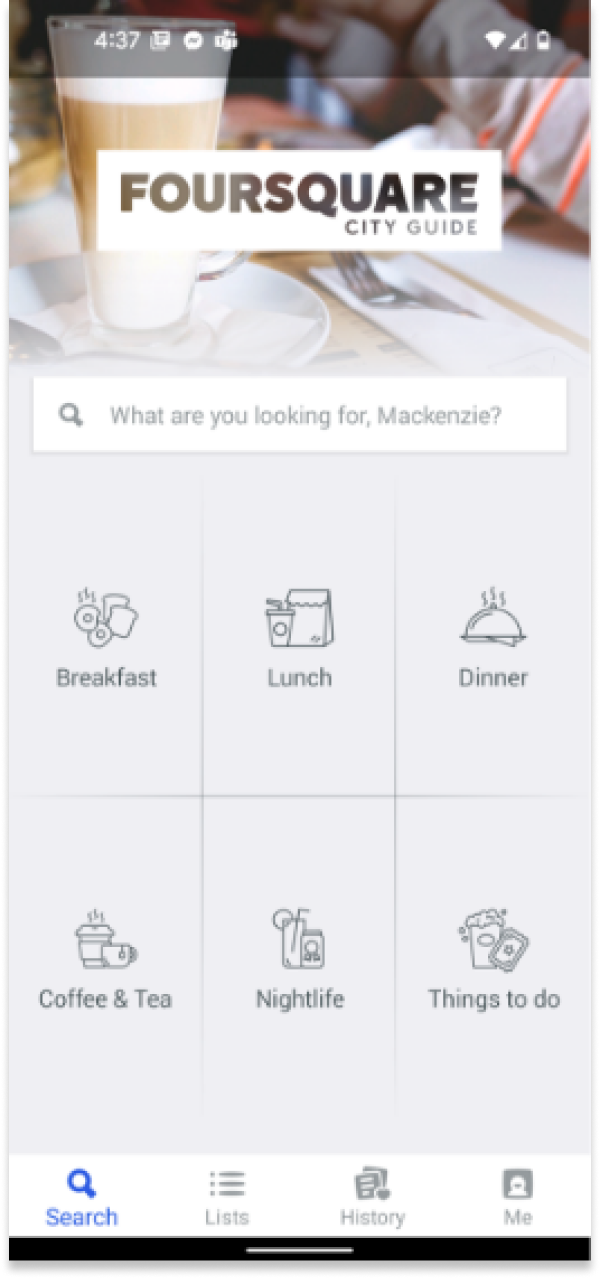 4:37
FOURSQUARE
CITY GUIDE
What are you looking for, Mackenzie?
Breakfast Lunch Dinner
Coffee & Tea Nightlife Things to do
Search Lists History Me